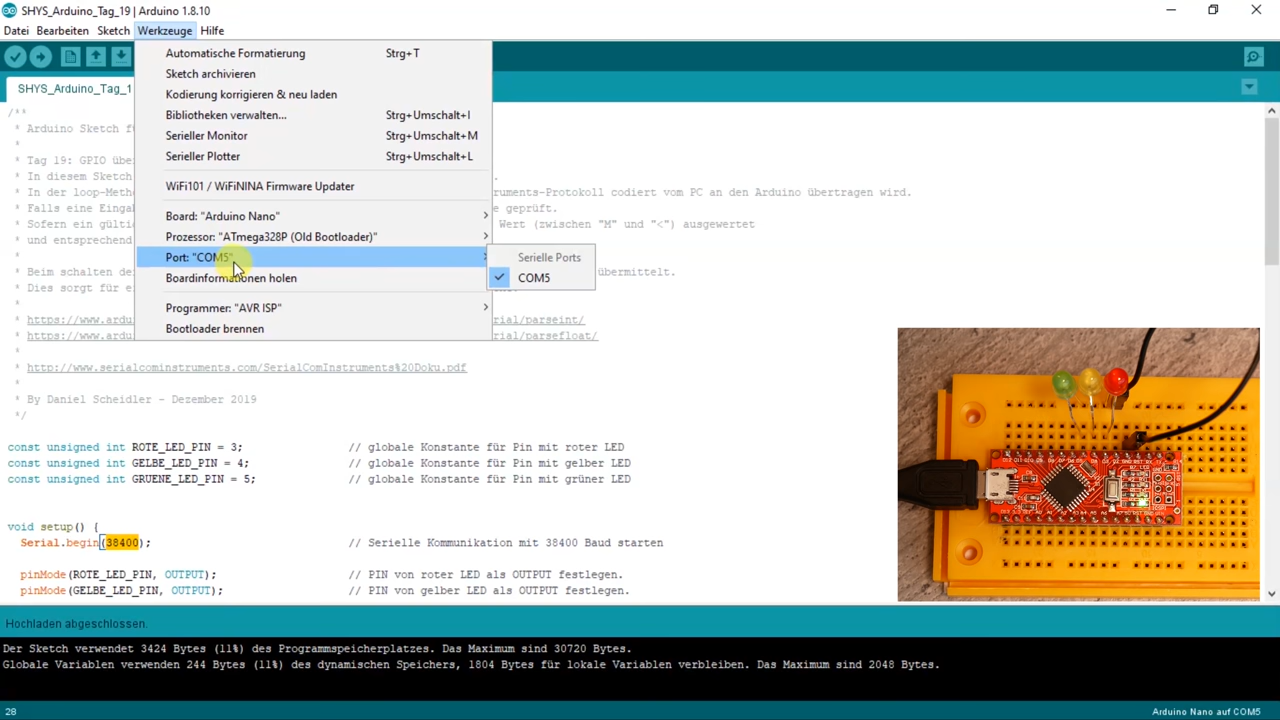 SHYS_Arduino_Tag_19 | Arduino 1.8.10
Datei Bearbeiten Sketch Werkzeuge Hilfe
SHYS_Arduino_Tag_1
Automatische Formatierung Strg+T
Sketch archivieren
Kodierung korrigieren & neu laden
Bibliotheken verwalten... Strg+Umschalt+I
Serieller Monitor Strg+Umschalt+M
Serieller Plotter Strg+Umschalt+L
WiFi101 / WiFiNINA Firmware Updater
Board: "Arduino Nano"
Prozessor: "ATmega328P (Old Bootloader)"
Port: "COM5"
Boardinformationen holen
Programmer: "AVR ISP"
Bootloader brennen
Serielle Ports
COM5
/**
* Arduino Sketch fü
*
* Tag 19: GPIO übe
* In diesem Sketch .
* In der loop-Meth uments-Protokoll codiert vom PC an den Arduino übertragen wird.
* Falls eine Einga geprüft.
* Sofern ein gülti Wert (zwischen "M" und "<") ausgewertet
* und entsprechend
*
* Beim schalten de übermittelt.
* Dies sorgt für e
*
* https://www.ardu ial/parseint/
* https://www.ardu ial/parsefloat/
*
* http://www.serialcominstruments.com/SerialComInstruments%20Doku.pdf
*
* By Daniel Scheidler - Dezember 2019
*/
const unsigned int ROTE_LED_PIN = 3; // globale Konstante für Pin mit roter LED
const unsigned int GELBE_LED_PIN = 4; // globale Konstante für Pin mit gelber LED
const unsigned int GRUENE_LED_PIN = 5; // globale Konstante für Pin mit grüner LED
void setup() {
Serial.begin(38400); // Serielle Kommunikation mit 38400 Baud starten
pinMode(ROTE_LED_PIN, OUTPUT); // PIN von roter LED als OUTPUT festlegen.
pinMode(GELBE_LED_PIN, OUTPUT); // PIN von gelber LED als OUTPUT festlegen.
Hochladen abgeschlossen.
Der Sketch verwendet 3424 Bytes (11%) des Programmspeicherplatzes. Das Maximum sind 30720 Bytes.
Globale Variablen verwenden 244 Bytes (11%) des dynamischen Speichers, 1804 Bytes für lokale Variablen verbleiben. Das Maximum sind 2048 Bytes.
28 Arduino Nano auf COM5